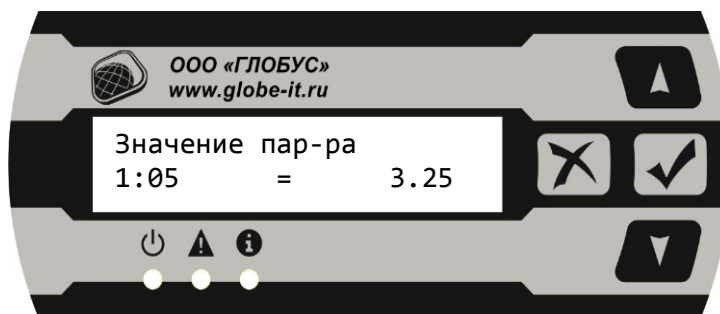 ООО «ГЛОБУС»
www.globe-it.ru
Значение пар-ра
1:05 = 3.25